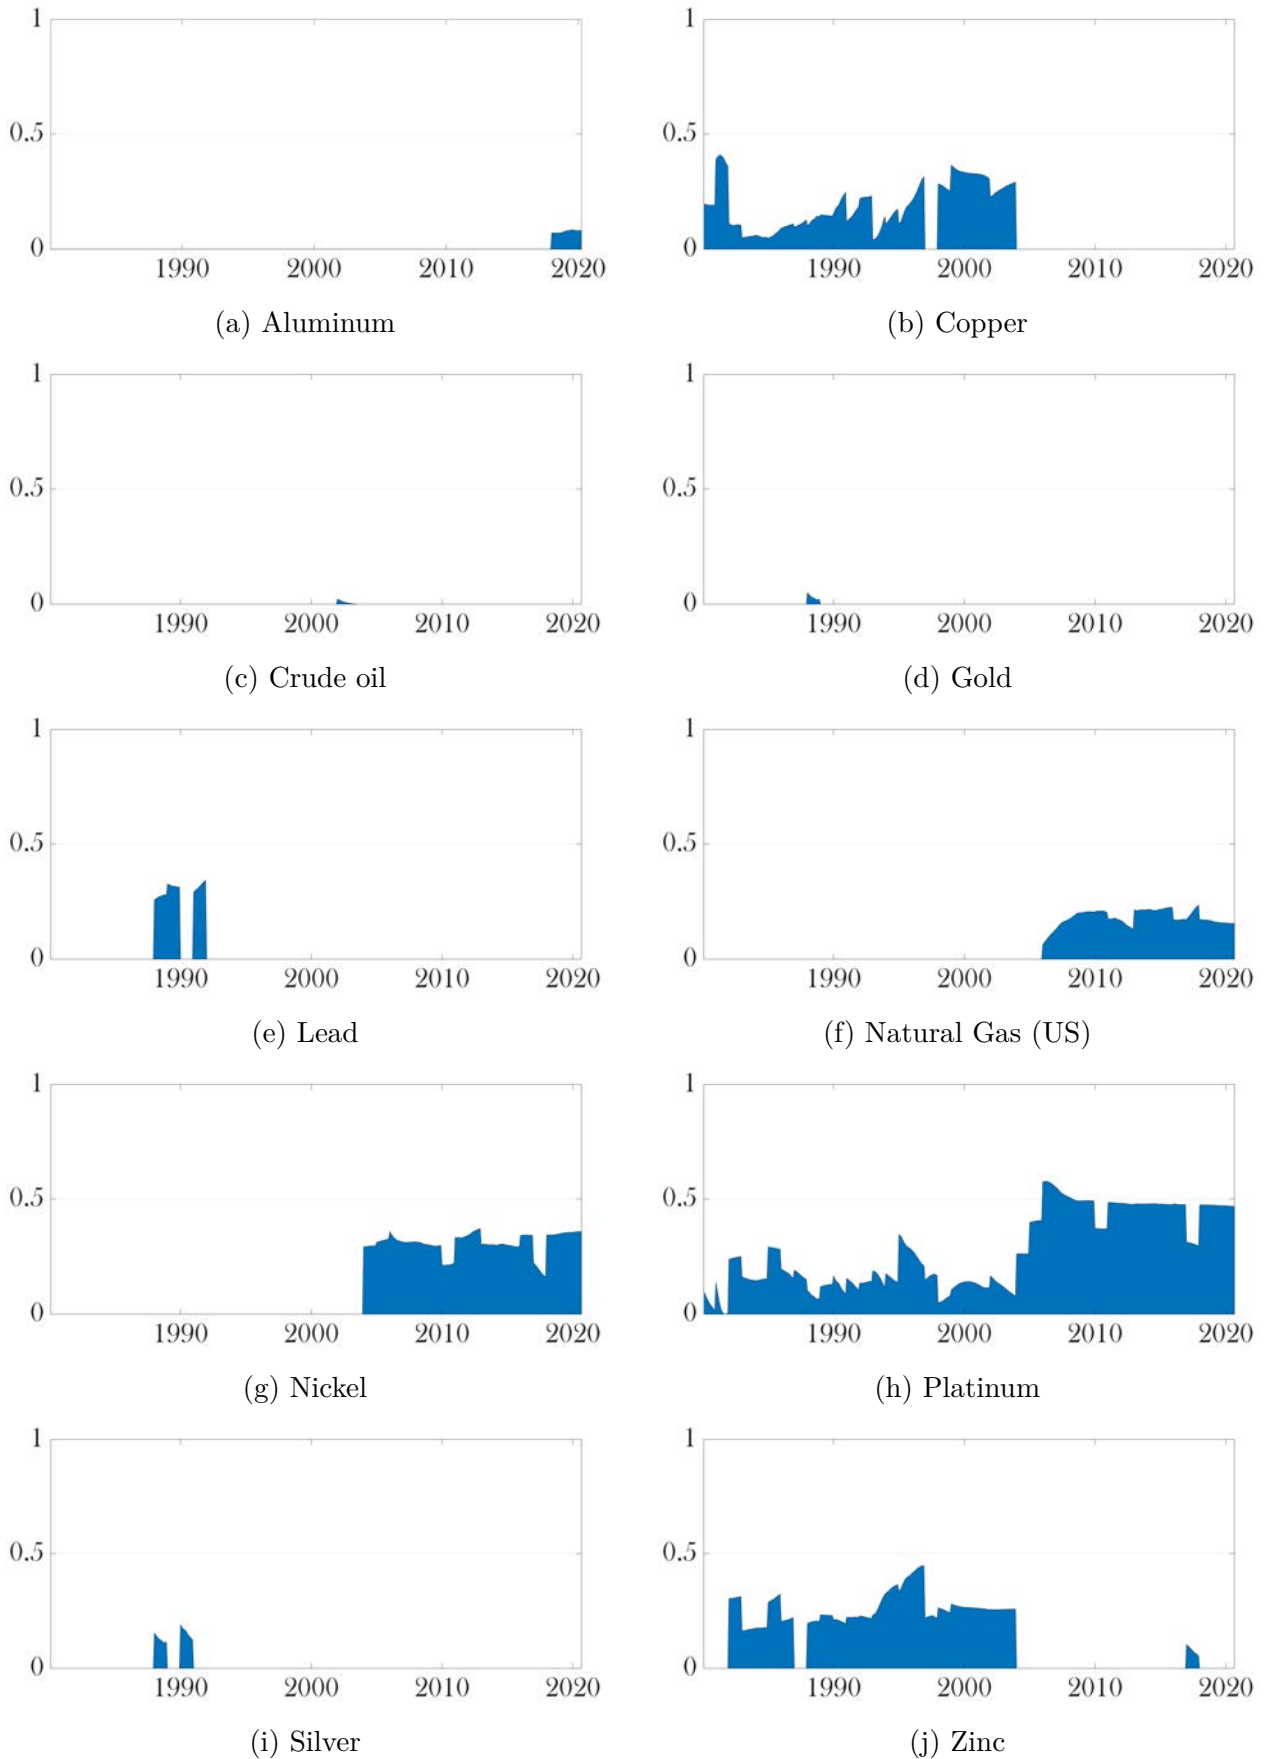 1
0.5
0
1990 2000 2010 2020
(a) Aluminum
1
0.5
0
1990 2000 2010 2020
(b) Copper
1
0.5
0
1990 2000 2010 2020
(c) Crude oil
1
0.5
0
1990 2000 2010 2020
(d) Gold
1
0.5
0
1990 2000 2010 2020
(e) Lead
1
0.5
0
1990 2000 2010 2020
(f) Natural Gas (US)
1
0.5
0
1990 2000 2010 2020
(g) Nickel
1
0.5
0
1990 2000 2010 2020
(h) Platinum
1
0.5
0
1990 2000 2010 2020
(i) Silver
1
0.5
0
1990 2000 2010 2020
(j) Zinc